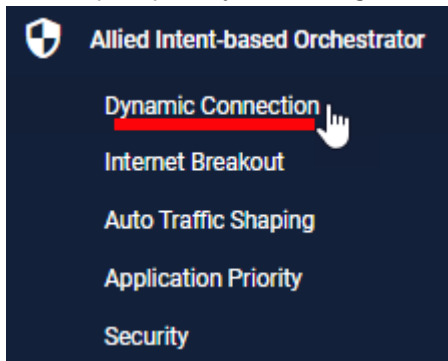 Allied Intent-based Orchestrator
Dynamic Connection
Internet Breakout
Auto Traffic Shaping
Application Priority
Security